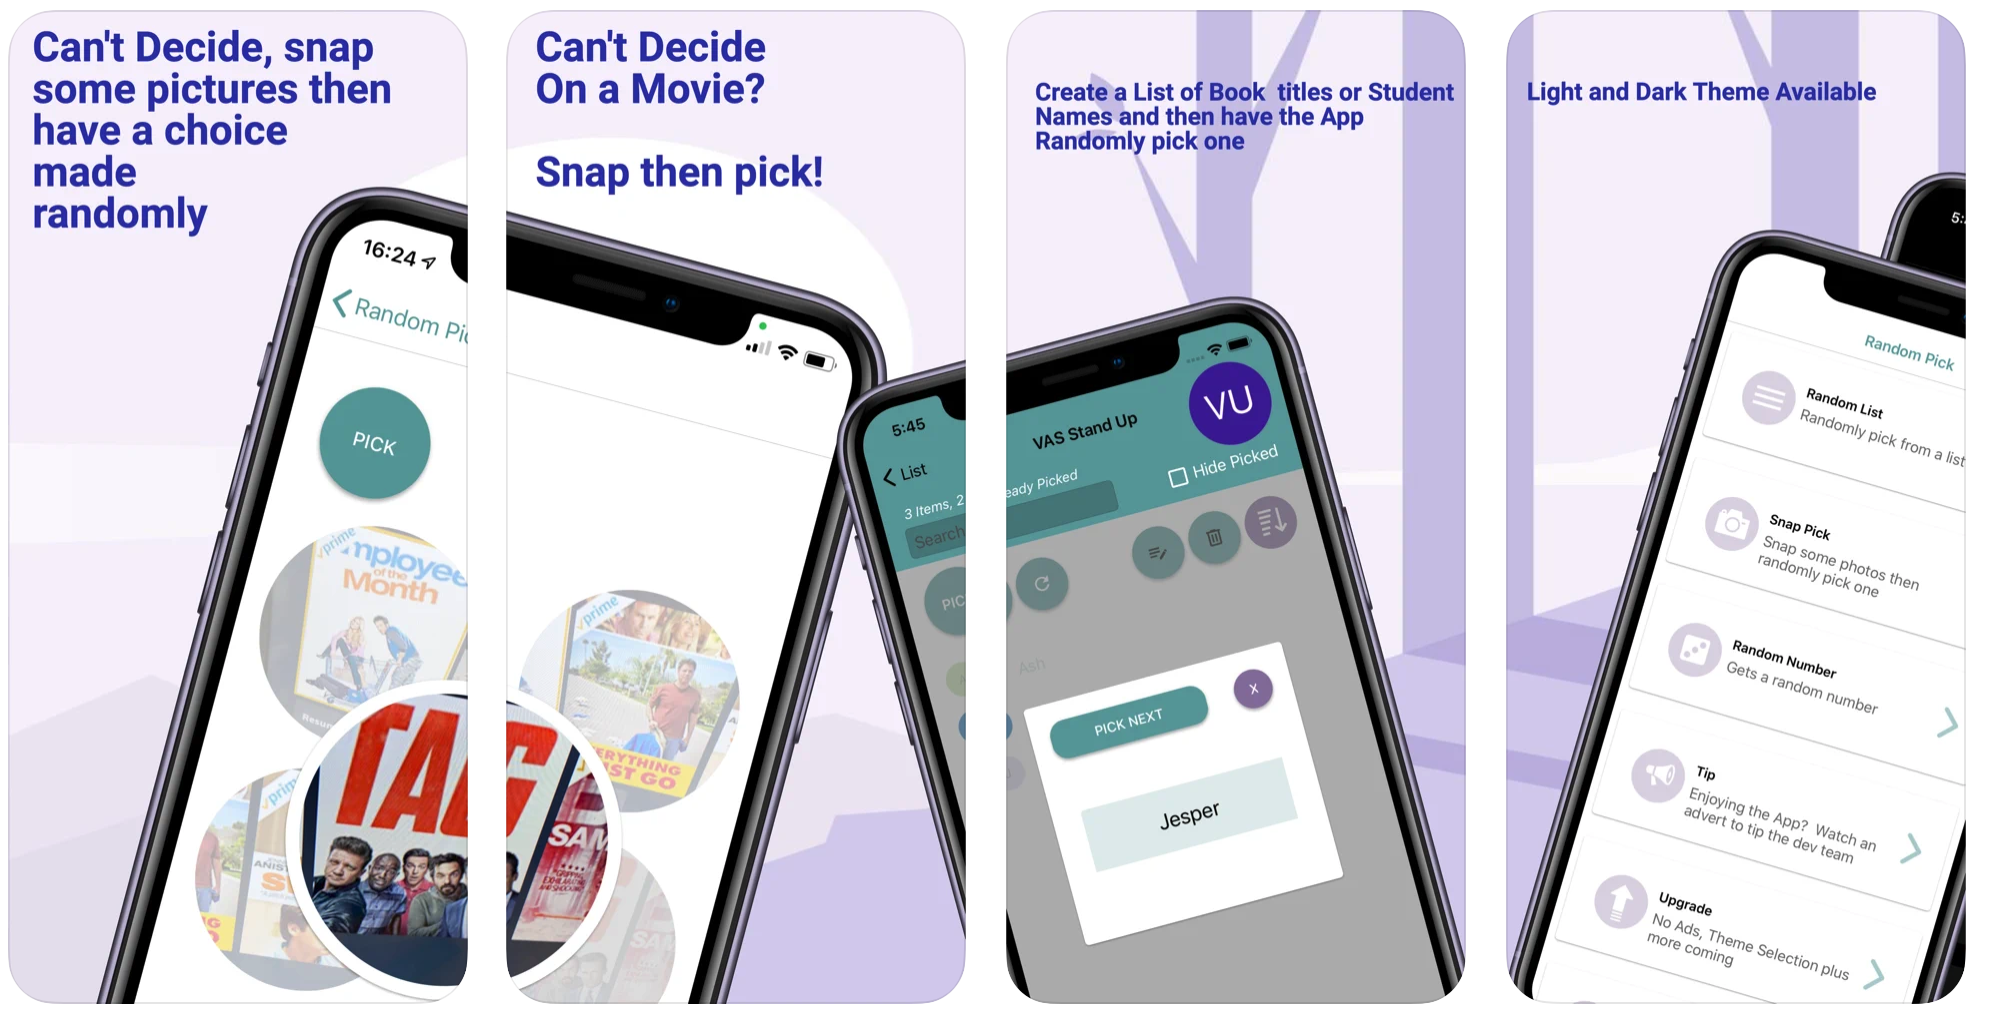 Can't Decide, snap
some pictures then
have a choice
made
randomly
16:24
Random Pic
PICK
prime
mployee
of the
Month
Resu
prime
ANIST
TAG
Can't Decide
On a Movie?
Snap then pick!
prime
ERYTHING
ST GO
SAM
SAM
5:45
List
3 Items, 2
Search
PIC
Create a List of Book titles or Student
Names and then have the App
Randomly pick one
VU
VAS Stand Up
eady Picked
Hide Picked
Ash
PICK NEXT
X
Jesper
Light and Dark Theme Available
5:
Random Pick
Random List
Randomly pick from a list
Snap Pick
Snap some photos then
randomly pick one
Random Number
Gets a random number
Tip
Enjoying the App? Watch an
advert to tip the dev team
Upgrade
No Ads, Theme Selection plus
more coming